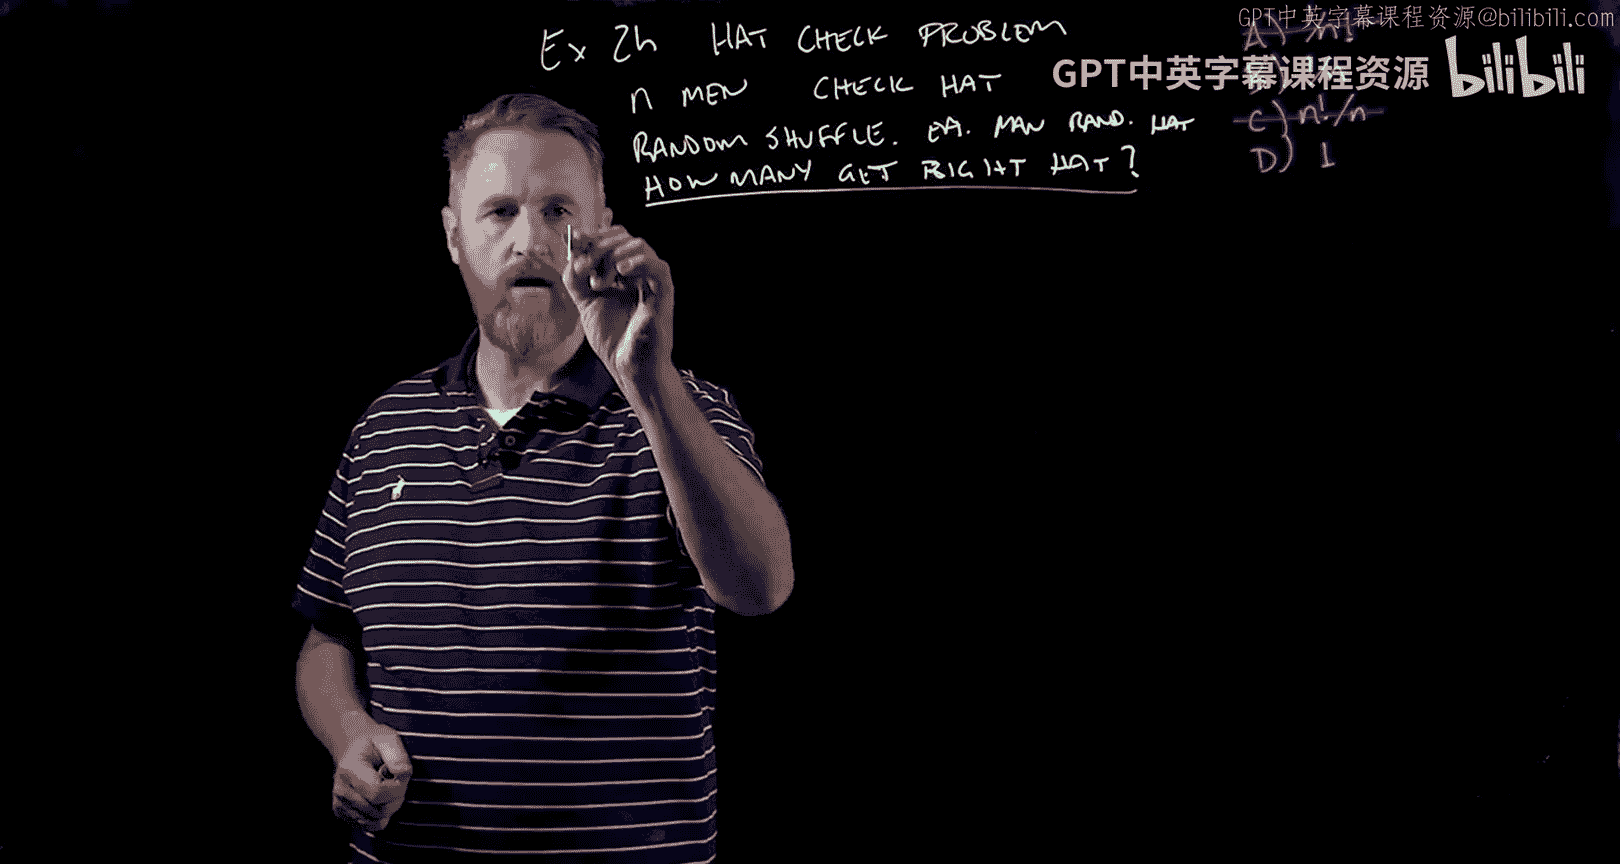 Ex 2h HAT CHECK PROBLEM
n MEN CHECK HAT
RANDOM SHUFFLE. EA. MAN RAND. HAT
HOW MANY GET RIGHT HAT?
GPT中英字幕课程资源@bilibili.com
GPT中英字幕课程资源 bilibili
A) n!
C) n!/n
D) 1